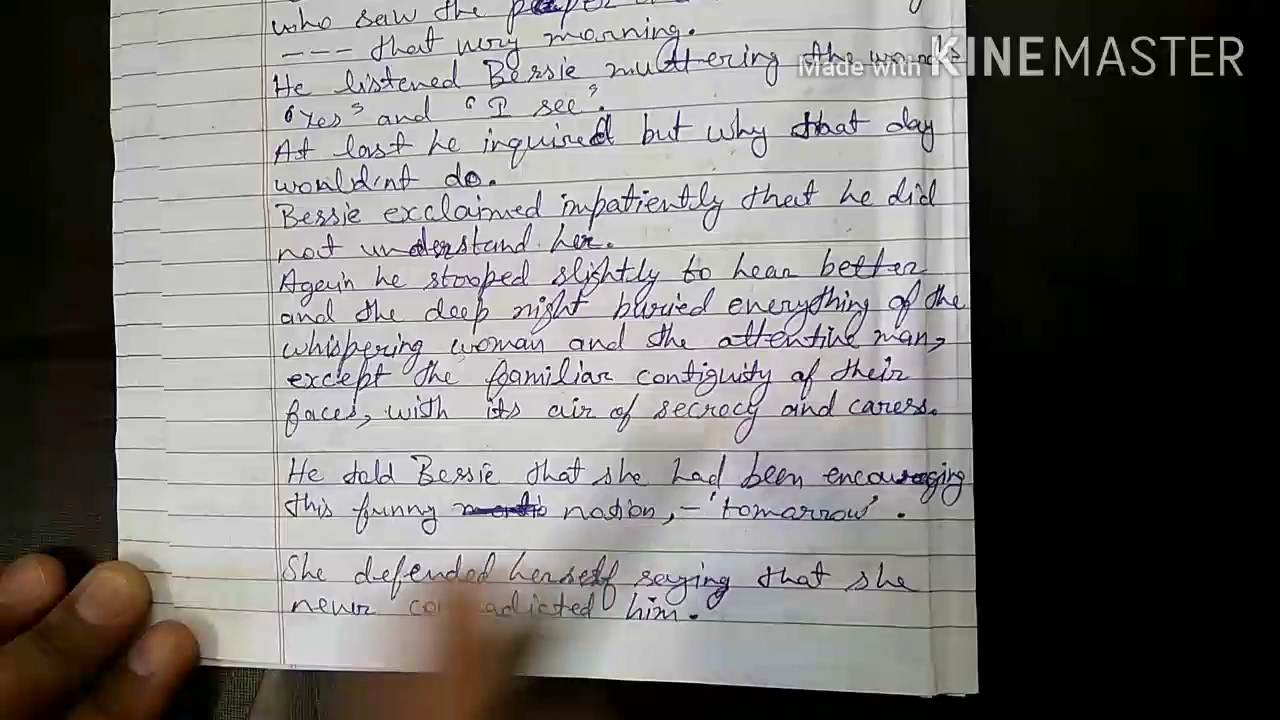 who saw the paper
--- that very morning.
He listened Bessie muttering the words
Made with KINEMASTER
"Yes" and "I see".
At last he inquired but why that day
would'nt do.
Bessie exclaimed impatiently that he did
not understand her.
Again he stooped slightly to hear better
and the deep night buried everything of the
whispering woman and the attentive man,
except the familiar contiguity of their
faces, with its air of secrocy and caress.
He told Bessie that she had been encouraging
this funny notion, - 'tomorrow'.
She defended herself saying that she
never contradicted him.